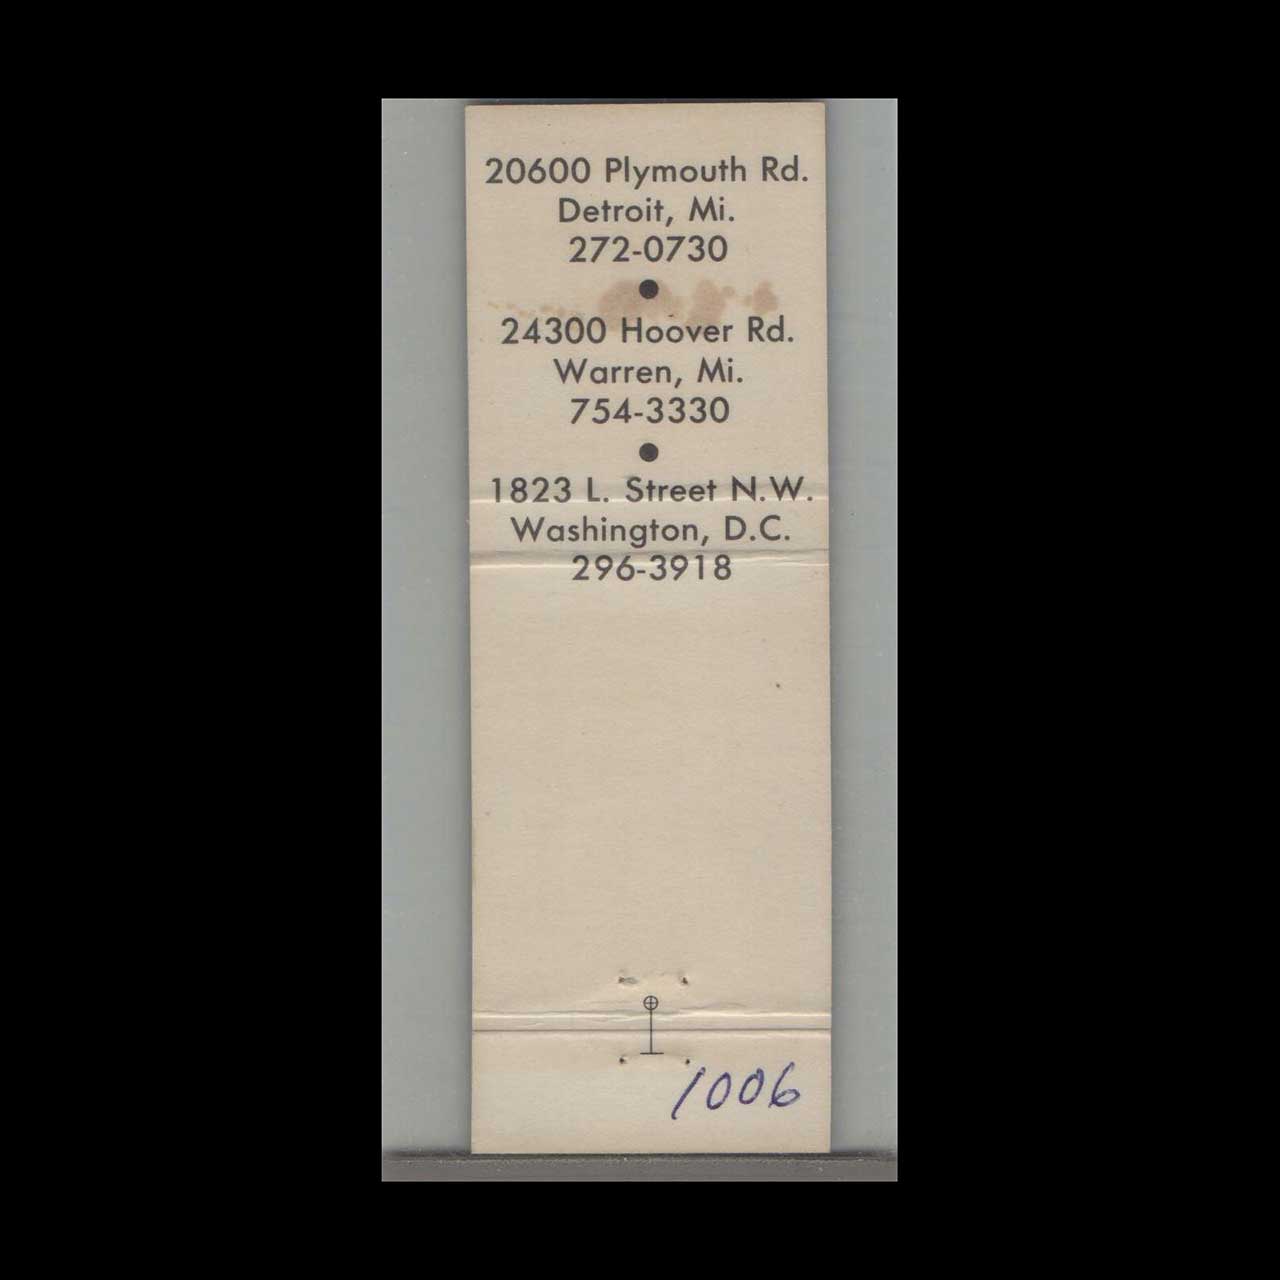 20600 Plymouth Rd.
Detroit, Mi.
272-0730
●
24300 Hoover Rd.
Warren, Mi.
754-3330
●
1823 L. Street N.W.
Washington, D.C.
296-3918
1006